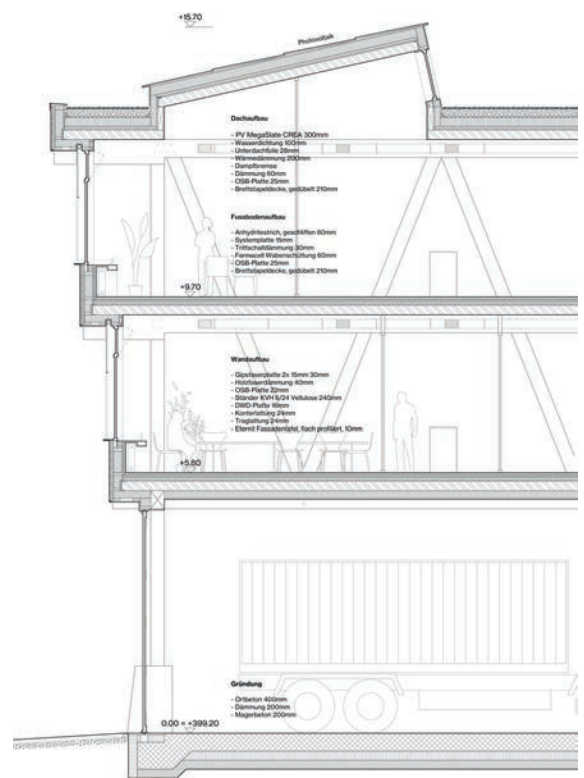 +15.70
Photovoltaik
Dachaufbau
- PV MegaSlate CREA 300mm
- Wasserdichtung 100mm
- Unterdachfolie 28mm
- Wärmedämmung 200mm
- Dampfbremse
- Dämmung 60mm
- OSB-Platte 25mm
- Brettstapeldecke, gedübelt 210mm
Fussbodenaufbau
- Anhydritestrich, geschliffen 60mm
- Systemplatte 15mm
- Trittschalldämmung 30mm
- Fermacell Wabenschüttung 60mm
- OSB-Platte 25mm
- Brettstapeldecke, gedübelt 210mm
+9.70
Wandaufbau
- Gipsfaserplatte 2x 15mm 30mm
- Holzfaserdämmung 40mm
- OSB-Platte 22mm
- Ständer KVH 6/24 Vellulose 240mm
- DWD-Platte 16mm
- Konterlattung 24mm
- Traglattung 24mm
- Eternit Fassadentafel, flach profiliert, 10mm
+5.60
Gründung
- Ortbeton 400mm
- Dämmung 200mm
- Magerbeton 200mm
0.00 = +399.20